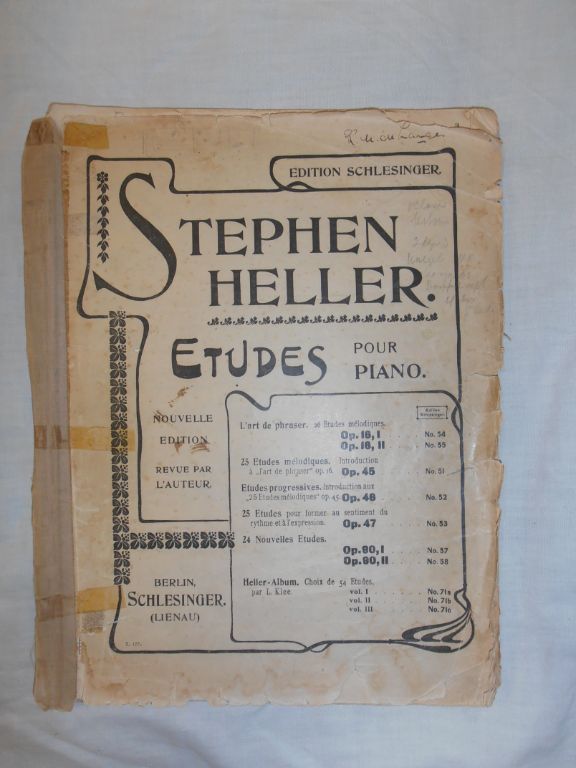 EDITION SCHLESINGER.
STEPHEN
HELLER.
ETUDES POUR
PIANO.
NOUVELLE
EDITION
REVUE PAR
L'AUTEUR.
L'art de phraser. 26 Etudes mélodiques.
Op. 16, I No. 54
Op. 16, II No. 55
25 Etudes mélodiques. Introduction
à „l'art de phraser" op. 16. Op. 45 No. 51
Etudes progressives. Introduction aux
„25 Etudes mélodiques" op. 45 Op. 46 No. 52
25 Etudes pour former au sentiment du
rythme et à l'expression. Op. 47 No. 53
24 Nouvelles Etudes.
Op. 90, I No. 57
Op. 90, II No. 58
Heller-Album. Choix de 54 Etudes,
par L. Klee. vol. I No. 71a
vol. II No. 71b
vol. III No. 71c
BERLIN,
SCHLESINGER.
(LIENAU)